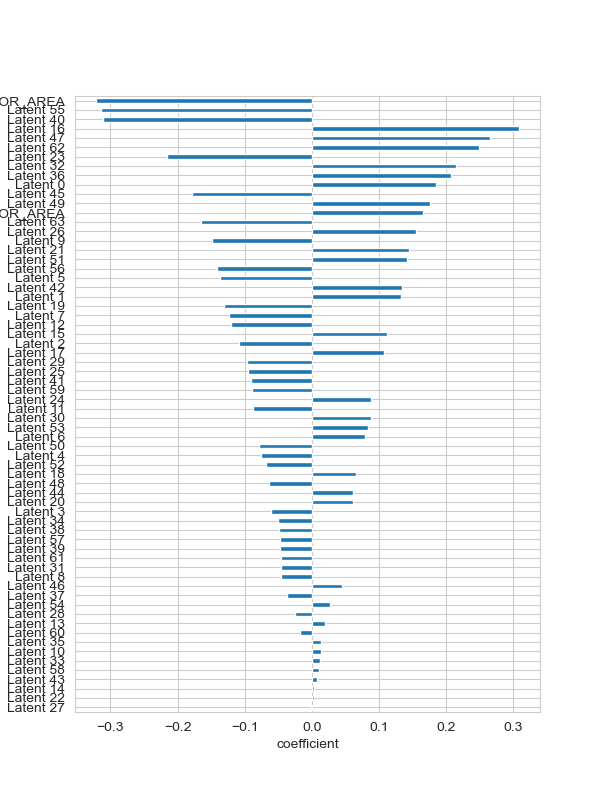 OR_AREA
Latent 55
Latent 40
Latent 16
Latent 47
Latent 62
Latent 23
Latent 32
Latent 36
Latent 0
Latent 45
Latent 49
OR_AREA
Latent 63
Latent 26
Latent 9
Latent 21
Latent 51
Latent 56
Latent 5
Latent 42
Latent 1
Latent 19
Latent 7
Latent 12
Latent 15
Latent 2
Latent 17
Latent 29
Latent 25
Latent 41
Latent 59
Latent 24
Latent 11
Latent 30
Latent 53
Latent 6
Latent 50
Latent 4
Latent 52
Latent 18
Latent 48
Latent 44
Latent 20
Latent 3
Latent 34
Latent 38
Latent 57
Latent 39
Latent 61
Latent 31
Latent 8
Latent 46
Latent 37
Latent 54
Latent 28
Latent 13
Latent 60
Latent 35
Latent 10
Latent 33
Latent 58
Latent 43
Latent 14
Latent 22
Latent 27
−0.3 −0.2 −0.1 0.0 0.1 0.2 0.3
coefficient